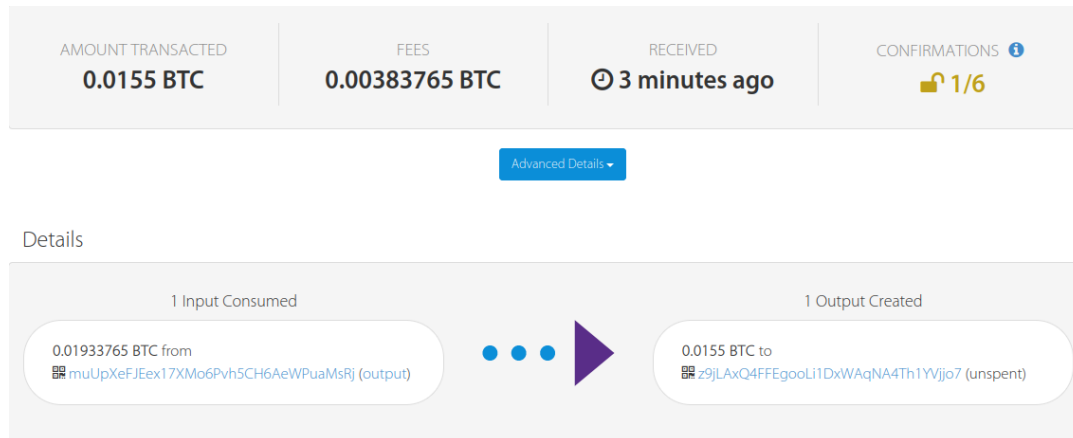 AMOUNT TRANSACTED
0.0155 BTC
FEES
0.00383765 BTC
RECEIVED
3 minutes ago
CONFIRMATIONS
1/6
Advanced Details
Details
1 Input Consumed
0.01933765 BTC from
muUpXeFJEex17XMo6Pvh5CH6AeWPuaMsRj (output)
1 Output Created
0.0155 BTC to
z9jLAxQ4FFEgooLi1DxWAqNA4Th1YVjjo7 (unspent)